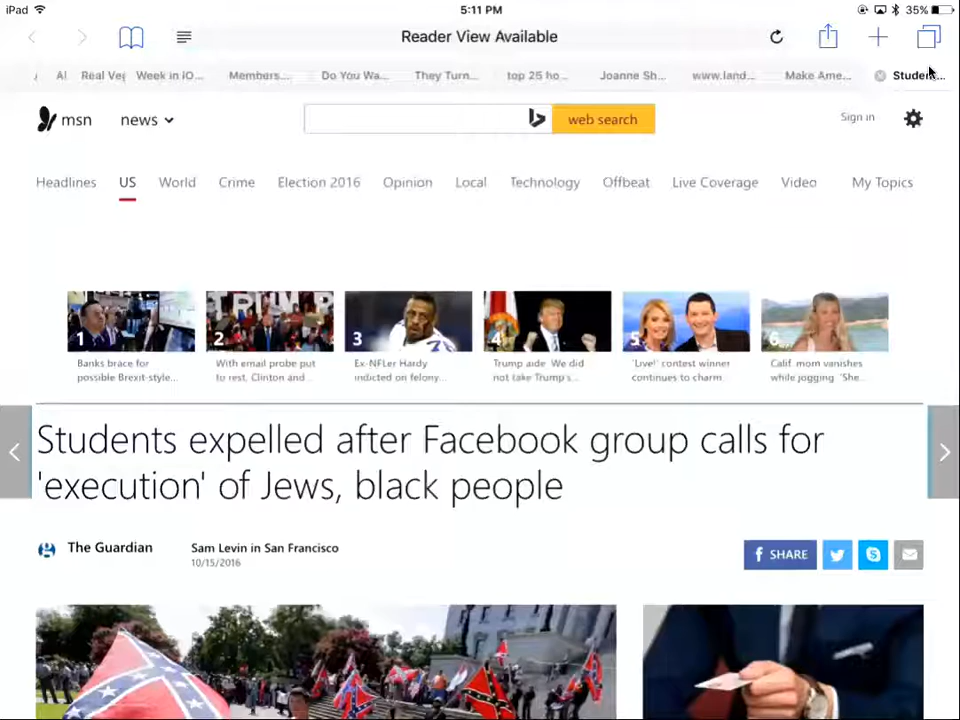 iPad 5:11 PM 35%
Reader View Available
Al Real Veg Week in iO... Members... Do You Wa... They Turn... top 25 ho... Joanne Sh... www.land... Make Ame... Studen...
msn news web search Sign in
Headlines US World Crime Election 2016 Opinion Local Technology Offbeat Live Coverage Video My Topics
TRUMP
1 2 3 4 5 6
Banks brace for
possible Brexit-style...
With email probe put
to rest, Clinton and...
Ex-NFLer Hardy
indicted on felony...
Trump aide: We did
not take Trump's...
'Live!' contest winner
continues to charm...
Calif. mom vanishes
while jogging: 'She...
Students expelled after Facebook group calls for
'execution' of Jews, black people
The Guardian Sam Levin in San Francisco
10/15/2016
f SHARE